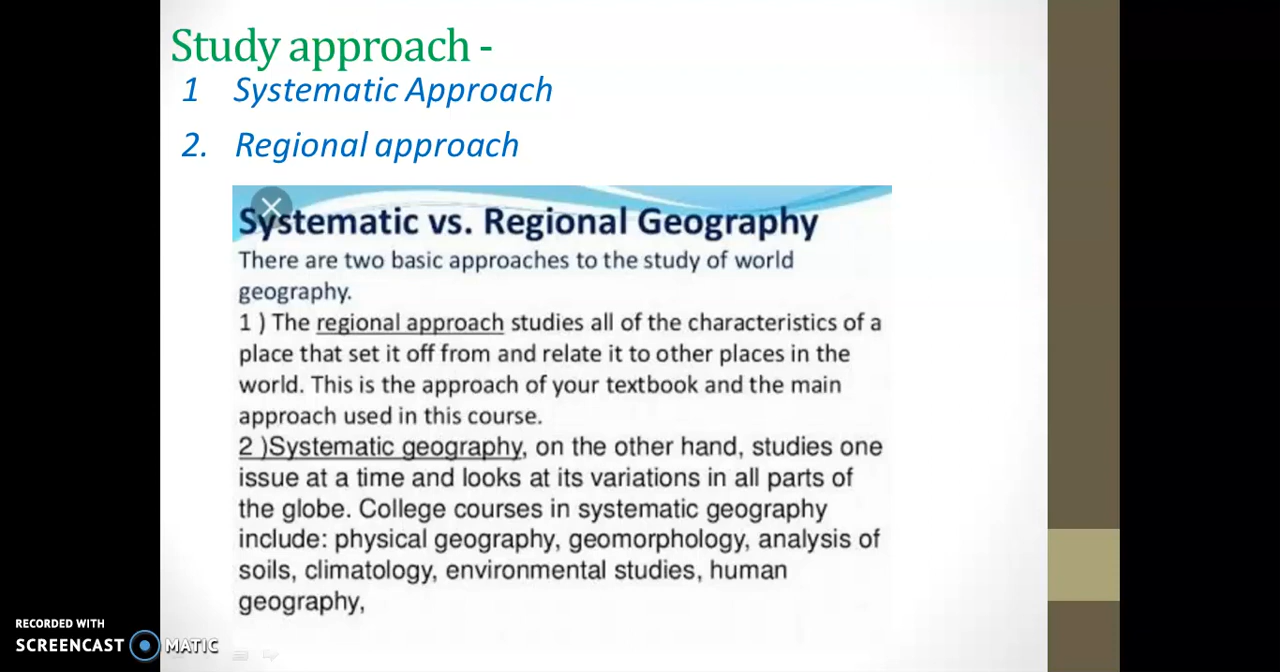 Study approach -
1 Systematic Approach
2. Regional approach
Systematic vs. Regional Geography
There are two basic approaches to the study of world
geography.
1 ) The regional approach studies all of the characteristics of a
place that set it off from and relate it to other places in the
world. This is the approach of your textbook and the main
approach used in this course.
2 )Systematic geography, on the other hand, studies one
issue at a time and looks at its variations in all parts of
the globe. College courses in systematic geography
include: physical geography, geomorphology, analysis of
soils, climatology, environmental studies, human
geography,
RECORDED WITH
SCREENCAST MATIC